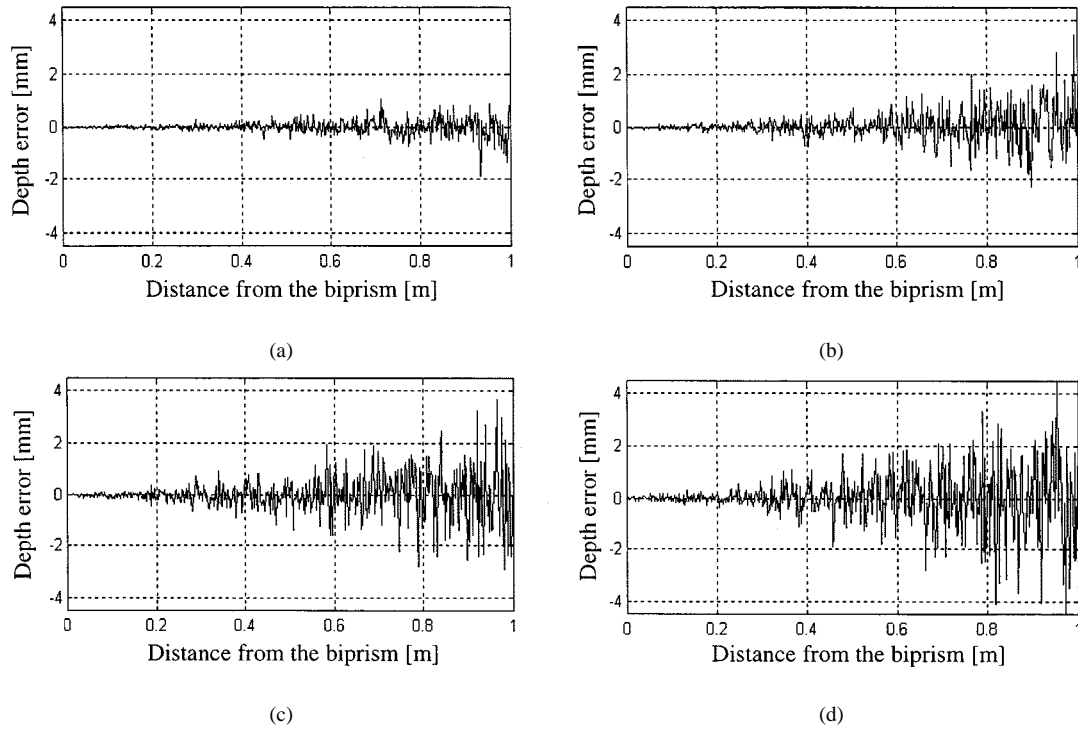 4
2
0
-2
-4
Depth error [mm]
0 0.2 0.4 0.6 0.8 1
Distance from the biprism [m]
(a)
4
2
0
-2
-4
Depth error [mm]
0 0.2 0.4 0.6 0.8 1
Distance from the biprism [m]
(b)
4
2
0
-2
-4
Depth error [mm]
0 0.2 0.4 0.6 0.8 1
Distance from the biprism [m]
(c)
4
2
0
-2
-4
Depth error [mm]
0 0.2 0.4 0.6 0.8 1
Distance from the biprism [m]
(d)